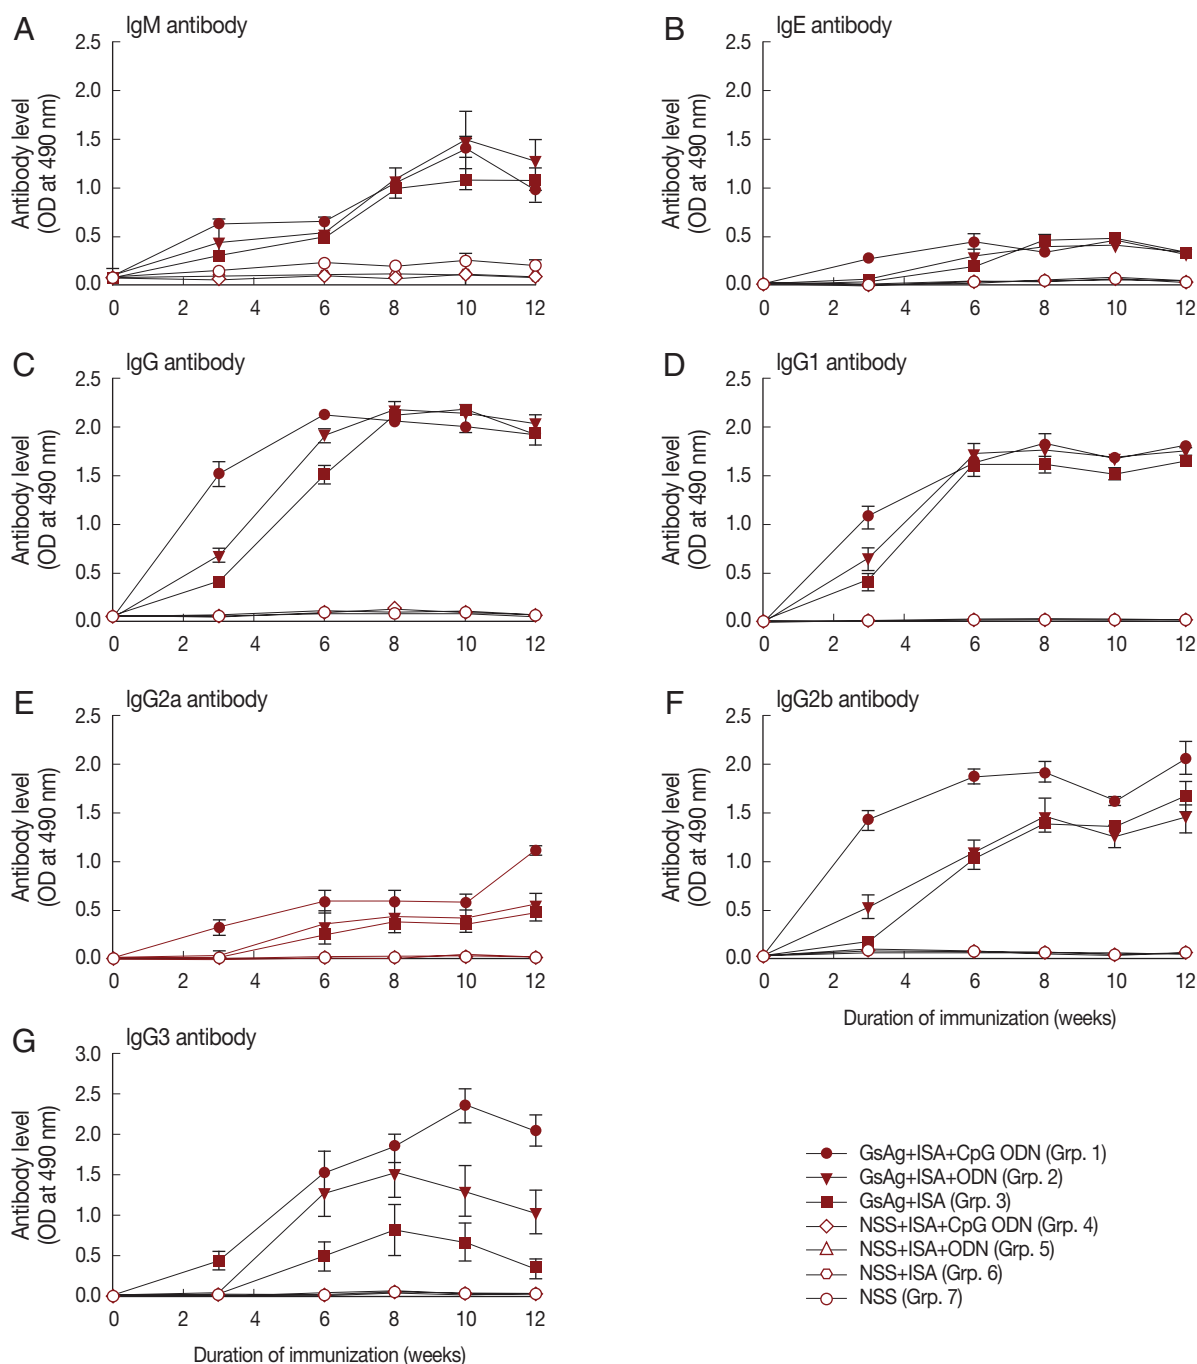 A IgM antibody
Antibody level
(OD at 490 nm)
2.5
2.0
1.5
1.0
0.5
0.0
0 2 4 6 8 10 12
B IgE antibody
Antibody level
(OD at 490 nm)
2.5
2.0
1.5
1.0
0.5
0.0
0 2 4 6 8 10 12
C IgG antibody
Antibody level
(OD at 490 nm)
2.5
2.0
1.5
1.0
0.5
0.0
0 2 4 6 8 10 12
D IgG1 antibody
Antibody level
(OD at 490 nm)
2.5
2.0
1.5
1.0
0.5
0.0
0 2 4 6 8 10 12
E IgG2a antibody
Antibody level
(OD at 490 nm)
2.5
2.0
1.5
1.0
0.5
0.0
0 2 4 6 8 10 12
F IgG2b antibody
Antibody level
(OD at 490 nm)
2.5
2.0
1.5
1.0
0.5
0.0
0 2 4 6 8 10 12
Duration of immunization (weeks)
G IgG3 antibody
Antibody level
(OD at 490 nm)
3.0
2.5
2.0
1.5
1.0
0.5
0.0
0 2 4 6 8 10 12
Duration of immunization (weeks)
GsAg+ISA+CpG ODN (Grp. 1)
GsAg+ISA+ODN (Grp. 2)
GsAg+ISA (Grp. 3)
NSS+ISA+CpG ODN (Grp. 4)
NSS+ISA+ODN (Grp. 5)
NSS+ISA (Grp. 6)
NSS (Grp. 7)